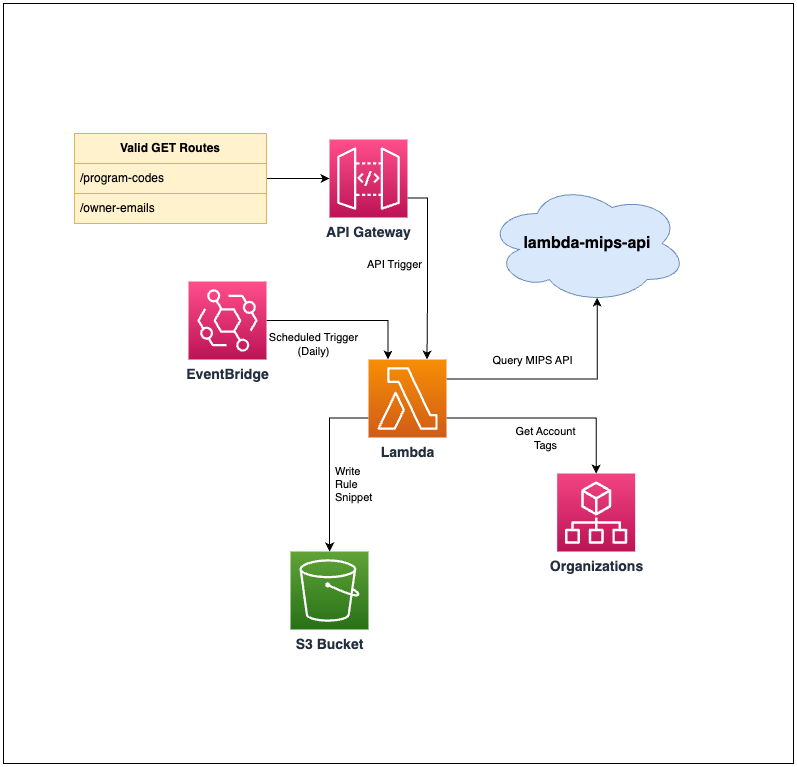 Valid GET Routes
/program-codes
/owner-emails
</>
API Gateway
lambda-mips-api
API Trigger
Scheduled Trigger
(Daily)
EventBridge
Query MIPS API
Lambda
Get Account
Tags
Write
Rule
Snippet
Organizations
S3 Bucket